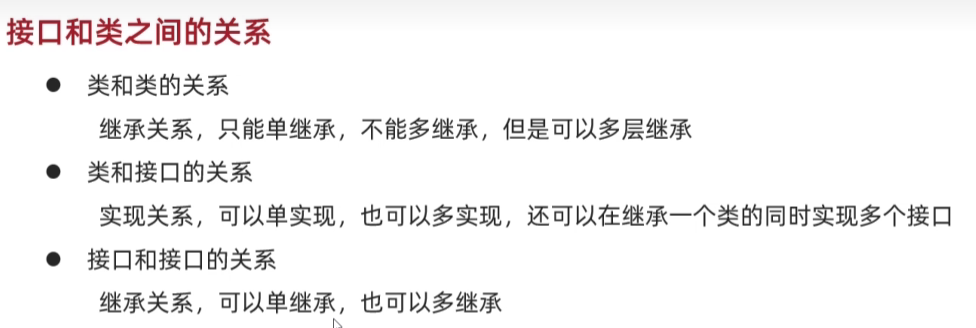 接口和类之间的关系
● 类和类的关系
继承关系，只能单继承，不能多继承，但是可以多层继承
● 类和接口的关系
实现关系，可以单实现，也可以多实现，还可以在继承一个类的同时实现多个接口
● 接口和接口的关系
继承关系，可以单继承，也可以多继承